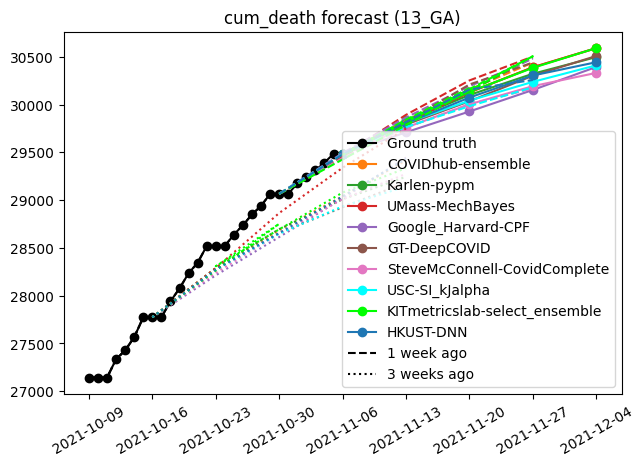 cum_death forecast (13_GA)
30500
30000
29500
29000
28500
28000
27500
27000
Ground truth
COVIDhub-ensemble
Karlen-pypm
UMass-MechBayes
Google_Harvard-CPF
GT-DeepCOVID
SteveMcConnell-CovidComplete
USC-SI_kJalpha
KITmetricslab-select_ensemble
HKUST-DNN
1 week ago
3 weeks ago
2021-10-09
2021-10-16
2021-10-23
2021-10-30
2021-11-06
2021-11-13
2021-11-20
2021-11-27
2021-12-04